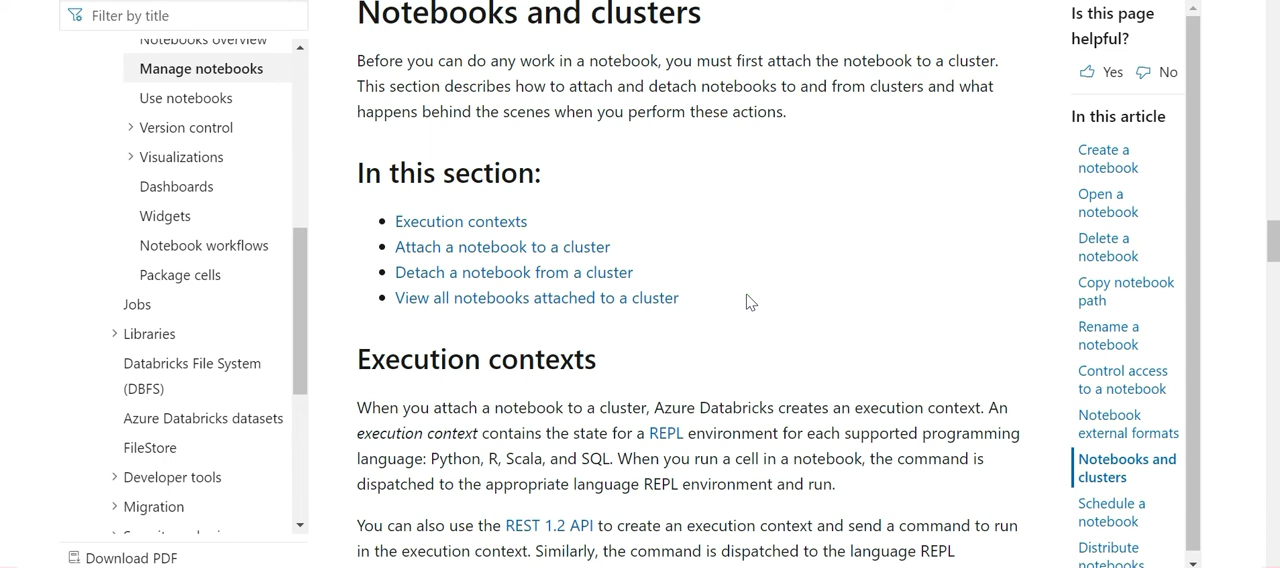 Filter by title
Notebooks overview
Manage notebooks
Use notebooks
Version control
Visualizations
Dashboards
Widgets
Notebook workflows
Package cells
Jobs
Libraries
Databricks File System
(DBFS)
Azure Databricks datasets
FileStore
Developer tools
Migration
Download PDF
Notebooks and clusters
Before you can do any work in a notebook, you must first attach the notebook to a cluster.
This section describes how to attach and detach notebooks to and from clusters and what
happens behind the scenes when you perform these actions.
In this section:
Execution contexts
Attach a notebook to a cluster
Detach a notebook from a cluster
View all notebooks attached to a cluster
Execution contexts
When you attach a notebook to a cluster, Azure Databricks creates an execution context. An
execution context contains the state for a REPL environment for each supported programming
language: Python, R, Scala, and SQL. When you run a cell in a notebook, the command is
dispatched to the appropriate language REPL environment and run.
You can also use the REST 1.2 API to create an execution context and send a command to run
in the execution context. Similarly, the command is dispatched to the language REPL
Is this page
helpful?
Yes No
In this article
Create a
notebook
Open a
notebook
Delete a
notebook
Copy notebook
path
Rename a
notebook
Control access
to a notebook
Notebook
external formats
Notebooks and
clusters
Schedule a
notebook
Distribute
notebooks